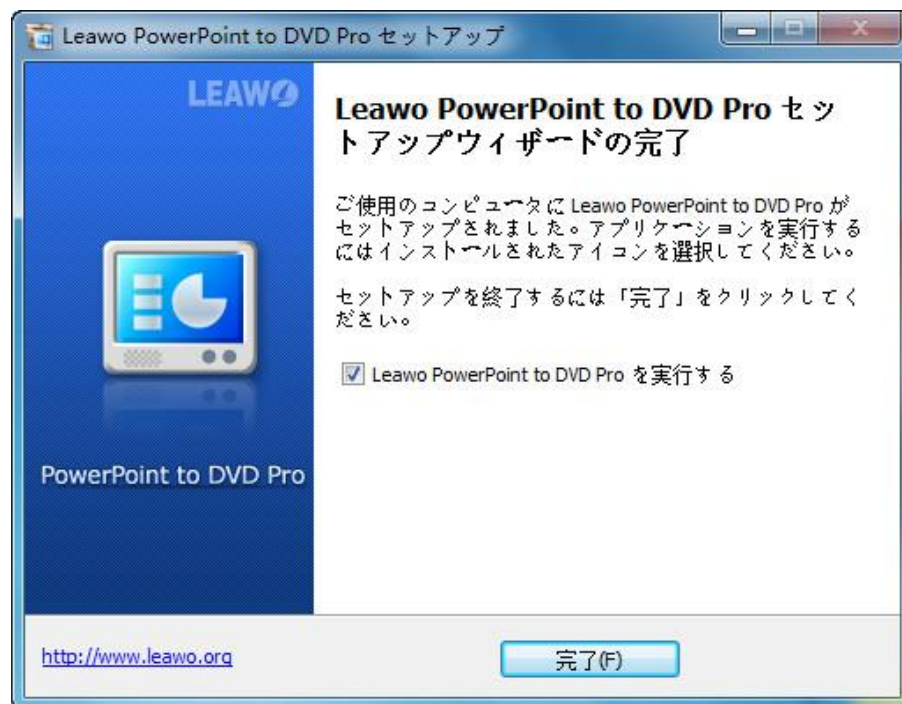 Leawo PowerPoint to DVD Pro セットアップ
LEAWO
Leawo PowerPoint to DVD Pro セッ
トアップウィザードの完了
ご使用のコンピュータに Leawo PowerPoint to DVD Pro が
セットアップされました。アプリケーションを実行する
にはインストールされたアイコンを選択してください。
セットアップを終了するには「完了」をクリックしてく
ださい。
Leawo PowerPoint to DVD Pro を実行する
PowerPoint to DVD Pro
http://www.leawo.org
完了(F)